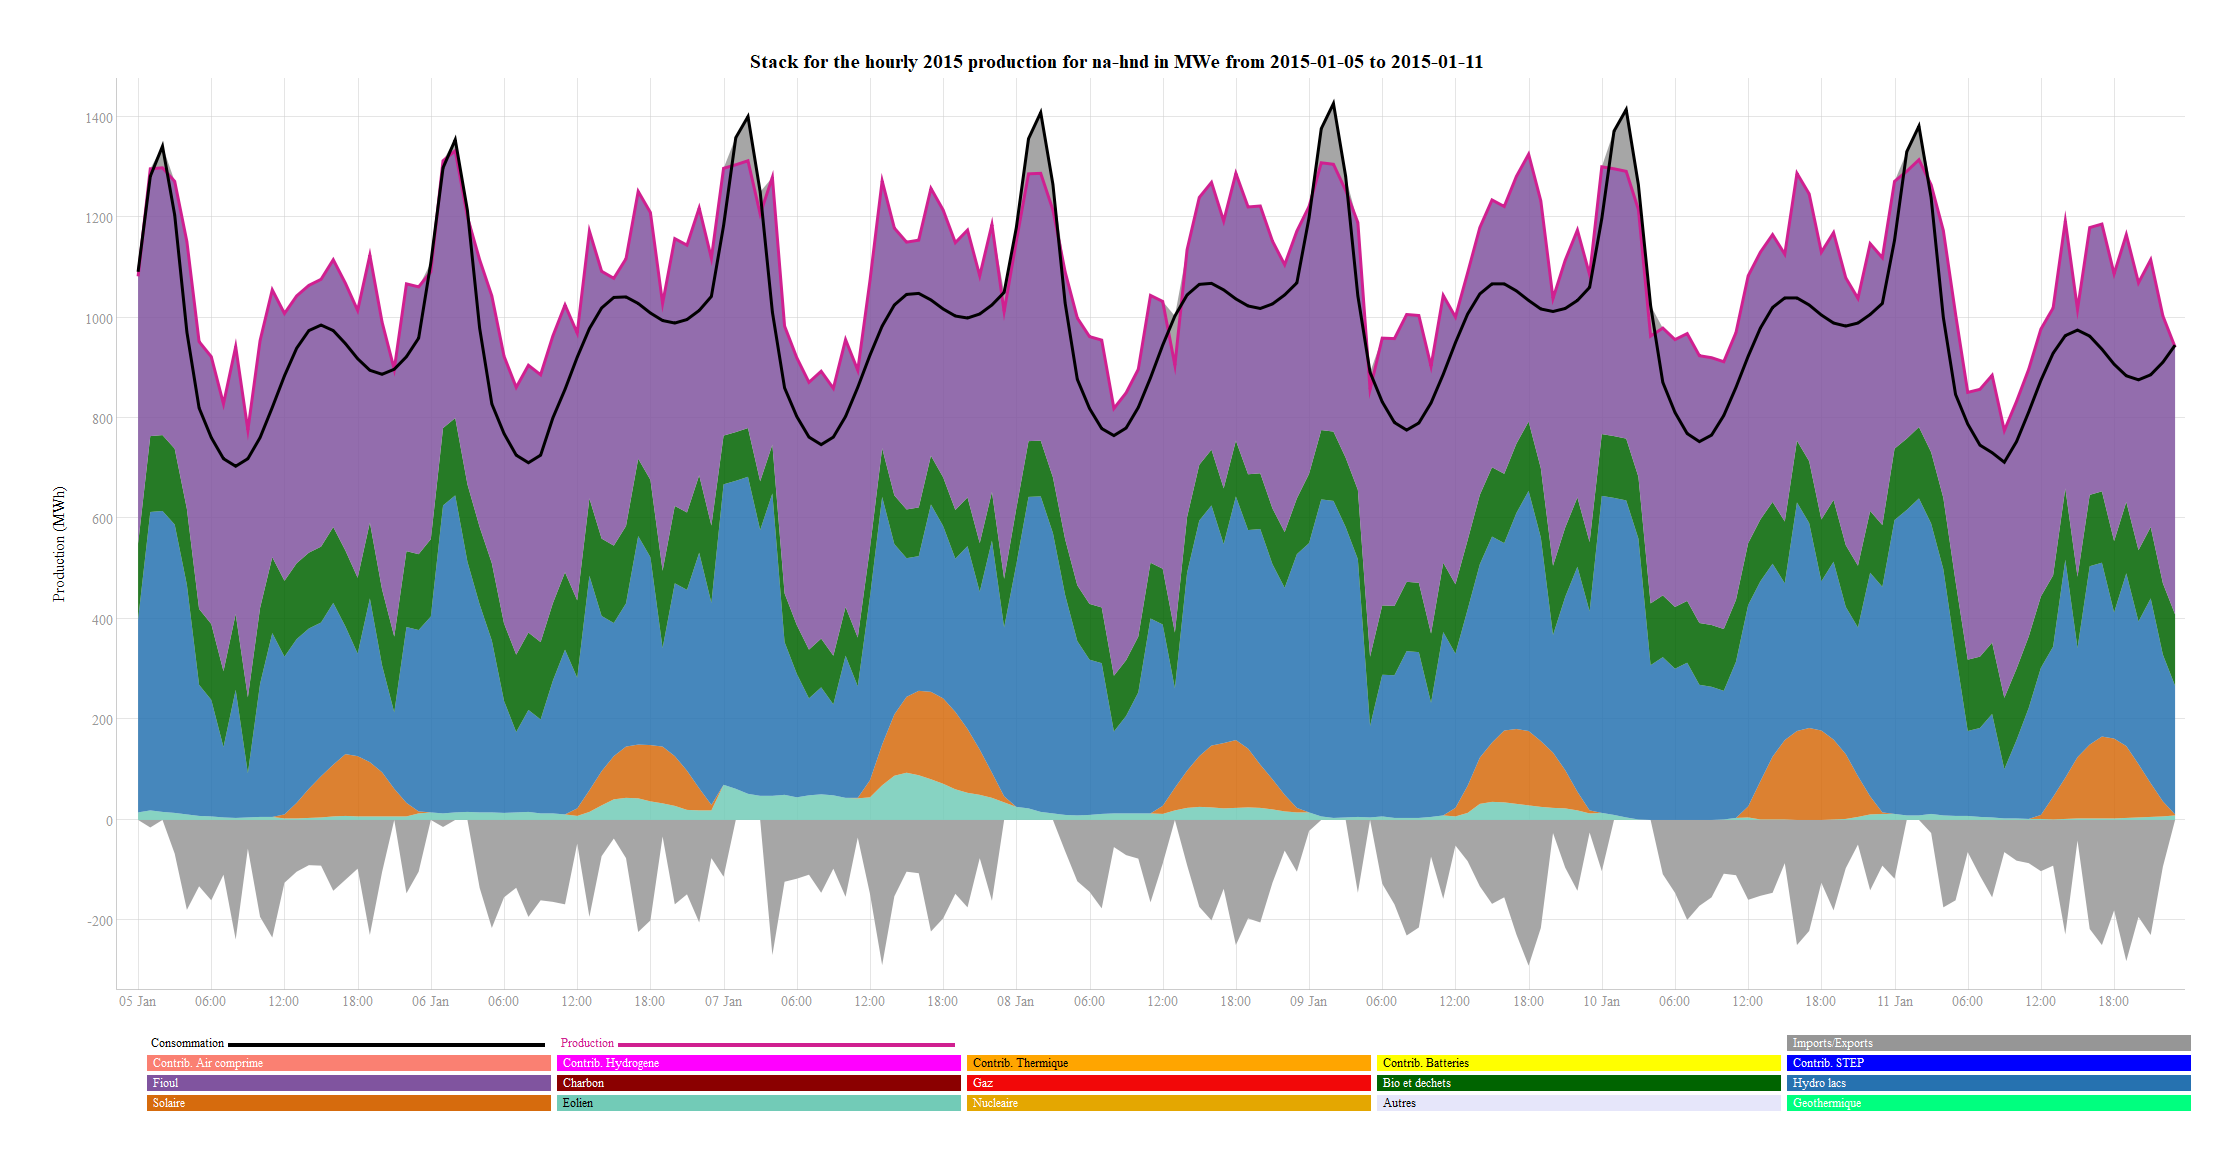 Stack for the hourly 2015 production for na-hnd in MWe from 2015-01-05 to 2015-01-11
Production (MWh)
1400
1200
1000
800
600
400
200
0
-200
05 Jan 06:00 12:00 18:00 06 Jan 06:00 12:00 18:00 07 Jan 06:00 12:00 18:00 08 Jan 06:00 12:00 18:00 09 Jan 06:00 12:00 18:00 10 Jan 06:00 12:00 18:00 11 Jan 06:00 12:00 18:00
Consommation Production Imports/Exports
Contrib. Air comprime Contrib. Hydrogene Contrib. Thermique Contrib. Batteries Contrib. STEP
Fioul Charbon Gaz Bio et dechets Hydro lacs
Solaire Eolien Nucleaire Autres Geothermique